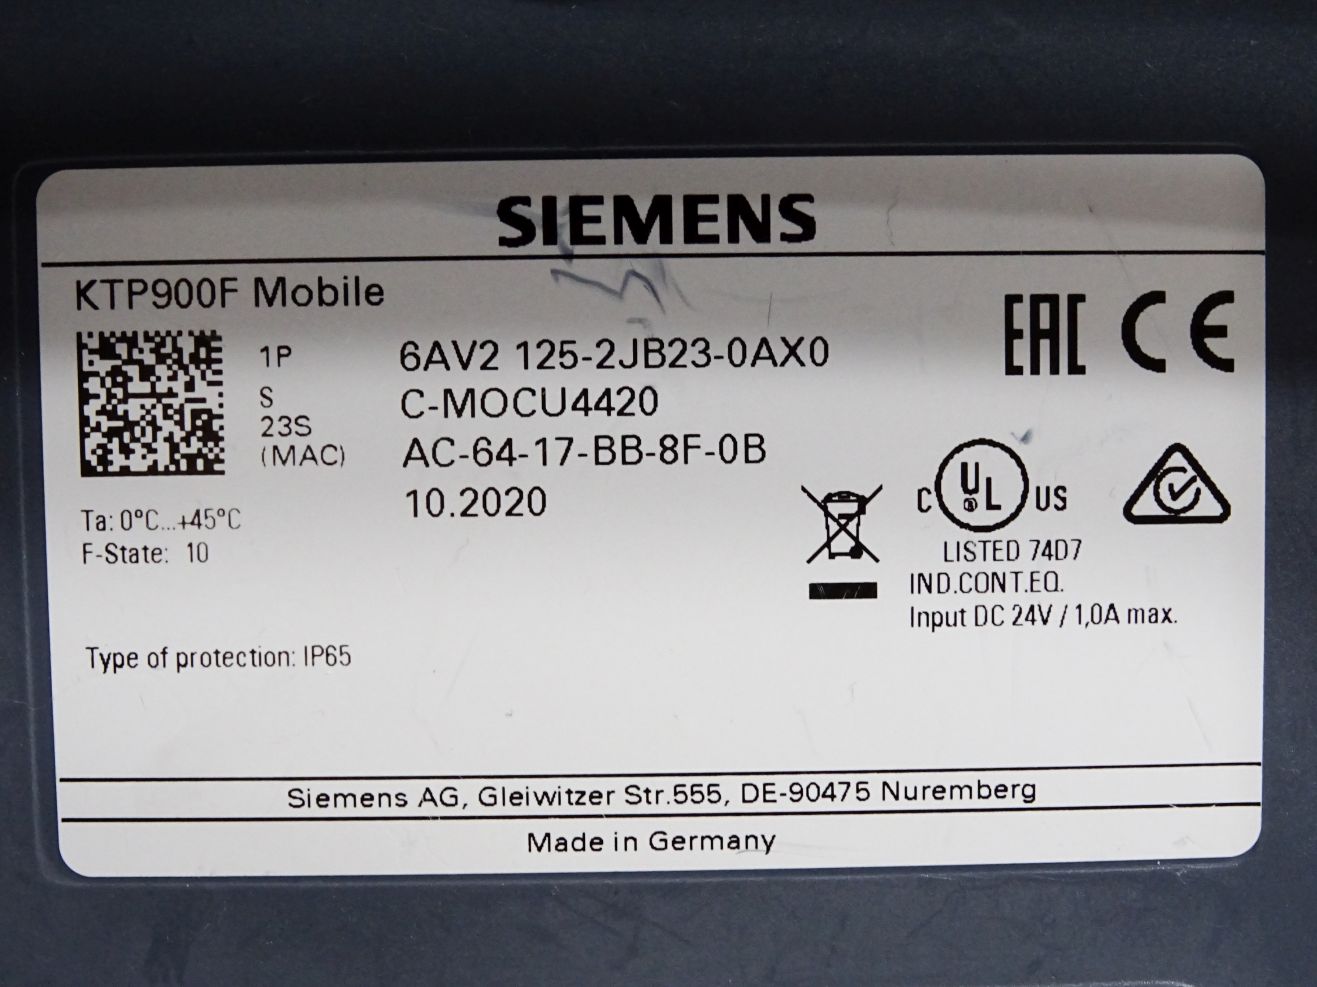 SIEMENS
KTP900F Mobile
1P 6AV2 125-2JB23-0AX0
S C-MOCU4420
23S
(MAC) AC-64-17-BB-8F-0B
10.2020
Ta: 0°C...+45°C
F-State: 10
EAC CE
C UL US
LISTED 74D7
IND.CONT.EQ.
Input DC 24V / 1,0A max.
Type of protection: IP65
Siemens AG, Gleiwitzer Str.555, DE-90475 Nuremberg
Made in Germany